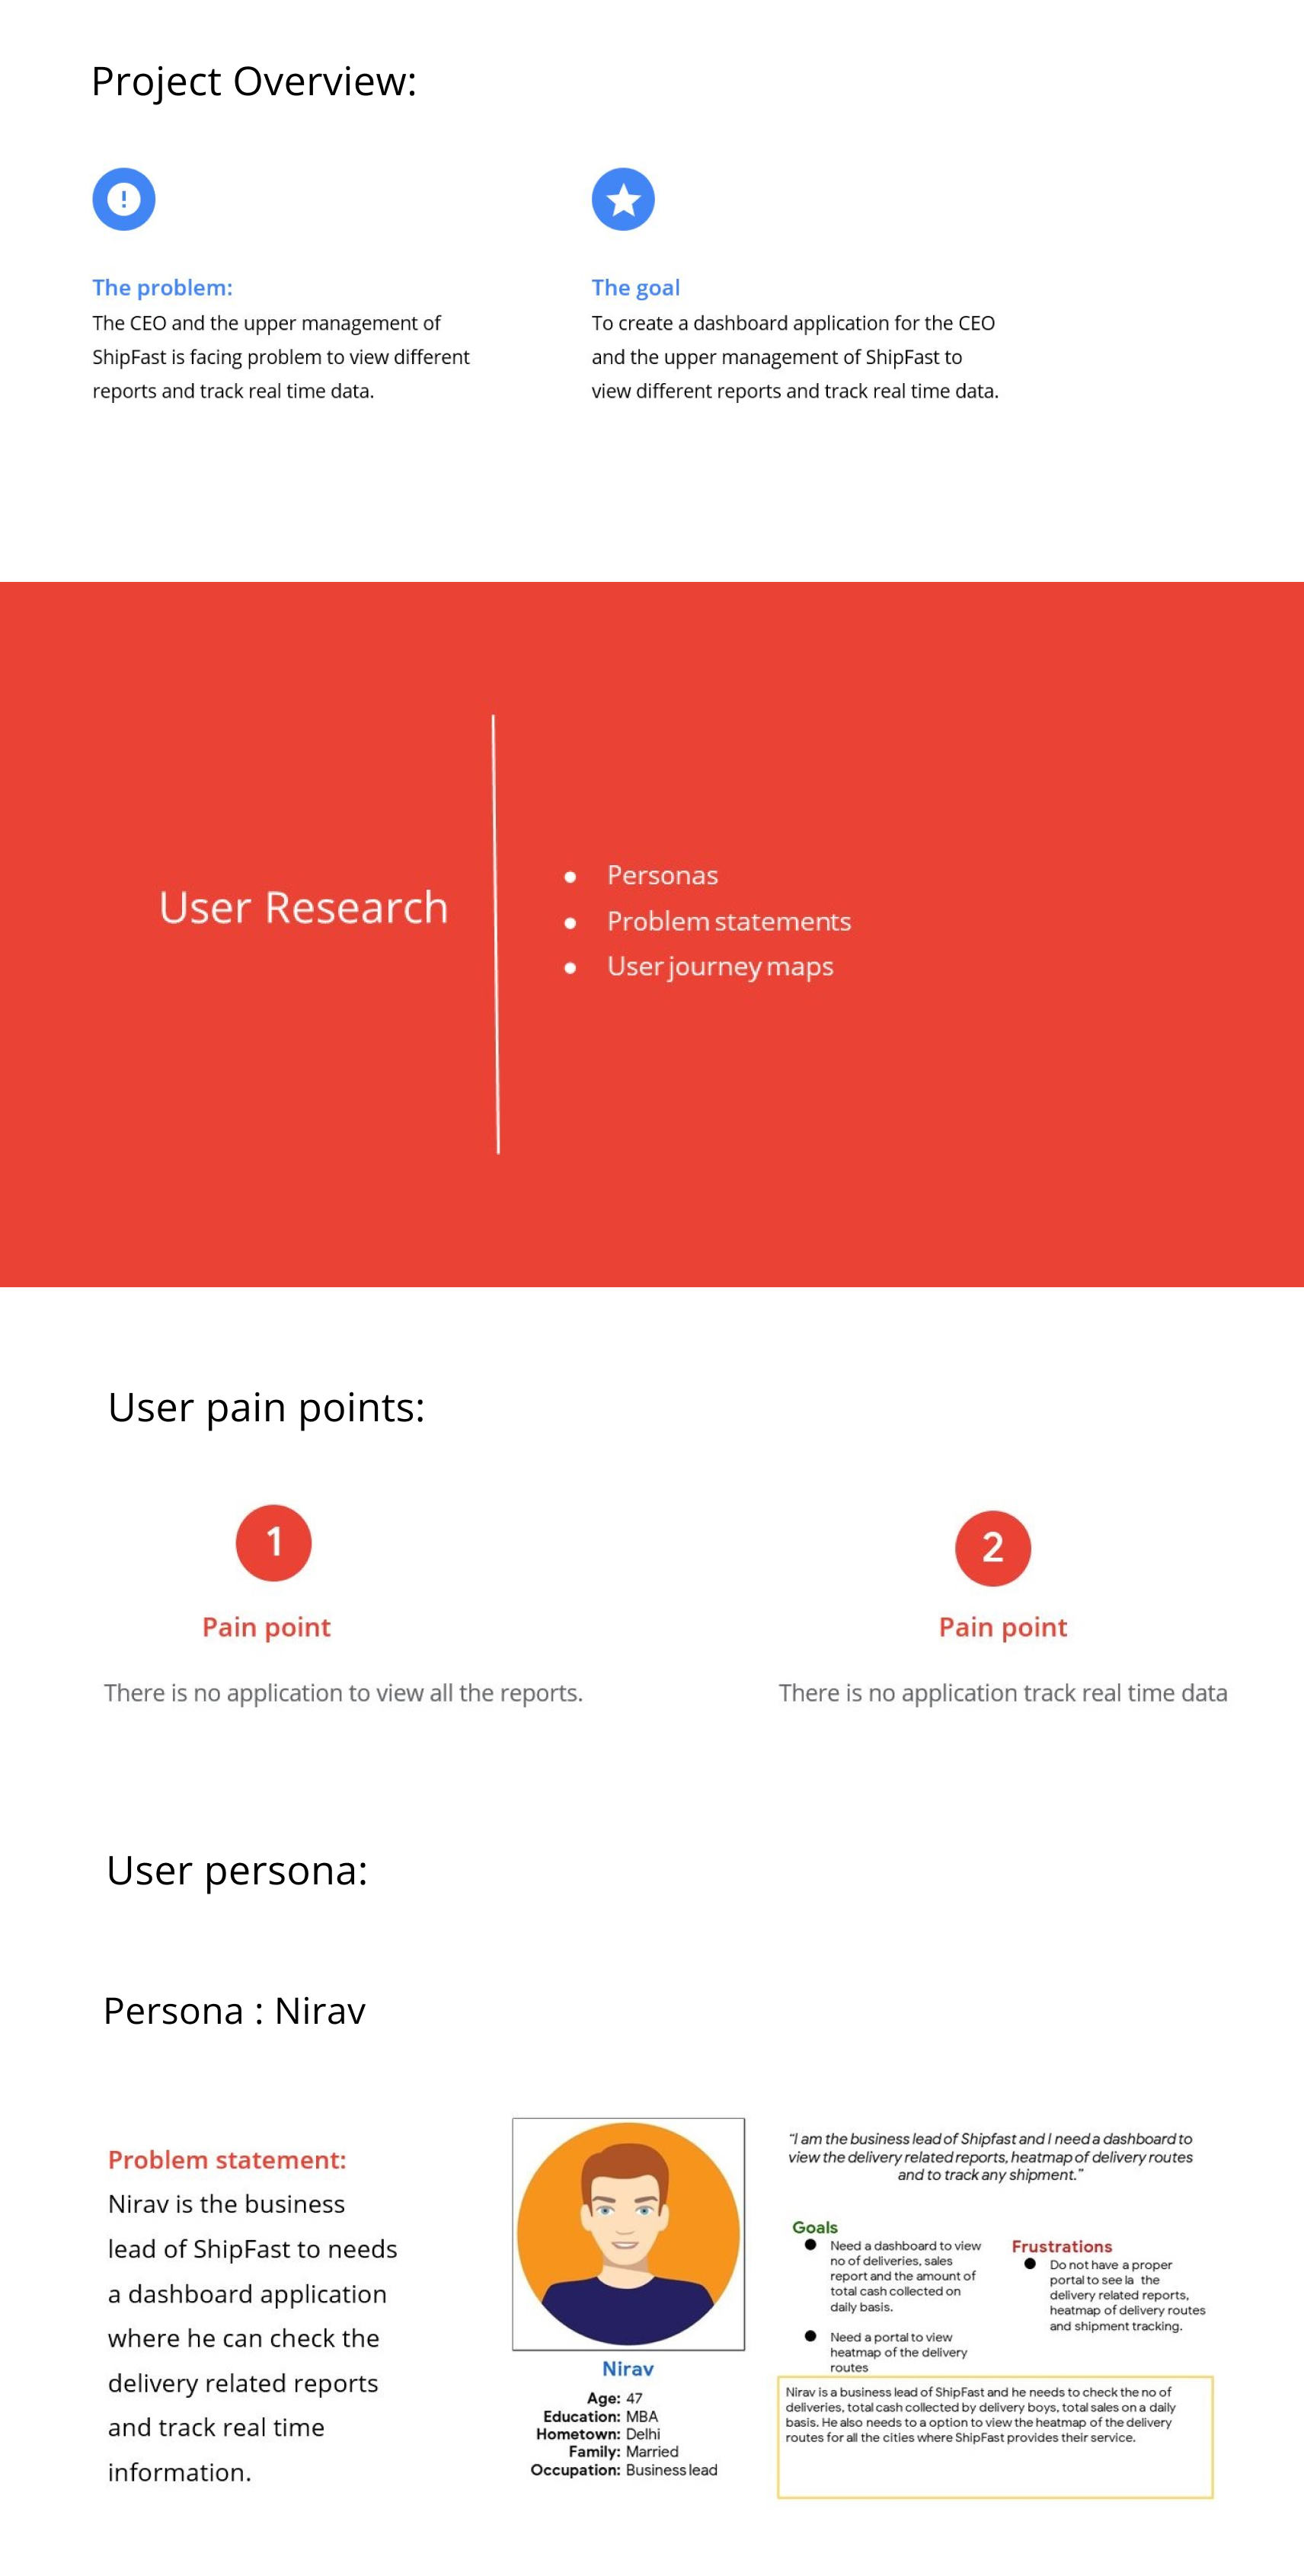 Project Overview:
!
The problem:
The CEO and the upper management of
ShipFast is facing problem to view different
reports and track real time data.
The goal
To create a dashboard application for the CEO
and the upper management of ShipFast to
view different reports and track real time data.
User Research
● Personas
● Problem statements
● User journey maps
User pain points:
1
Pain point
There is no application to view all the reports.
2
Pain point
There is no application track real time data
User persona:
Persona : Nirav
Problem statement:
Nirav is the business
lead of ShipFast to needs
a dashboard application
where he can check the
delivery related reports
and track real time
information.
Nirav
Age: 47
Education: MBA
Hometown: Delhi
Family: Married
Occupation: Business lead
“I am the business lead of Shipfast and I need a dashboard to
view the delivery related reports, heatmap of delivery routes
and to track any shipment.”
Goals
● Need a dashboard to view
no of deliveries, sales
report and the amount of
total cash collected on
daily basis.
● Need a portal to view
heatmap of the delivery
routes
Frustrations
● Do not have a proper
portal to see la the
delivery related reports,
heatmap of delivery routes
and shipment tracking.
Nirav is a business lead of ShipFast and he needs to check the no of
deliveries, total cash collected by delivery boys, total sales on a daily
basis. He also needs to a option to view the heatmap of the delivery
routes for all the cities where ShipFast provides their service.